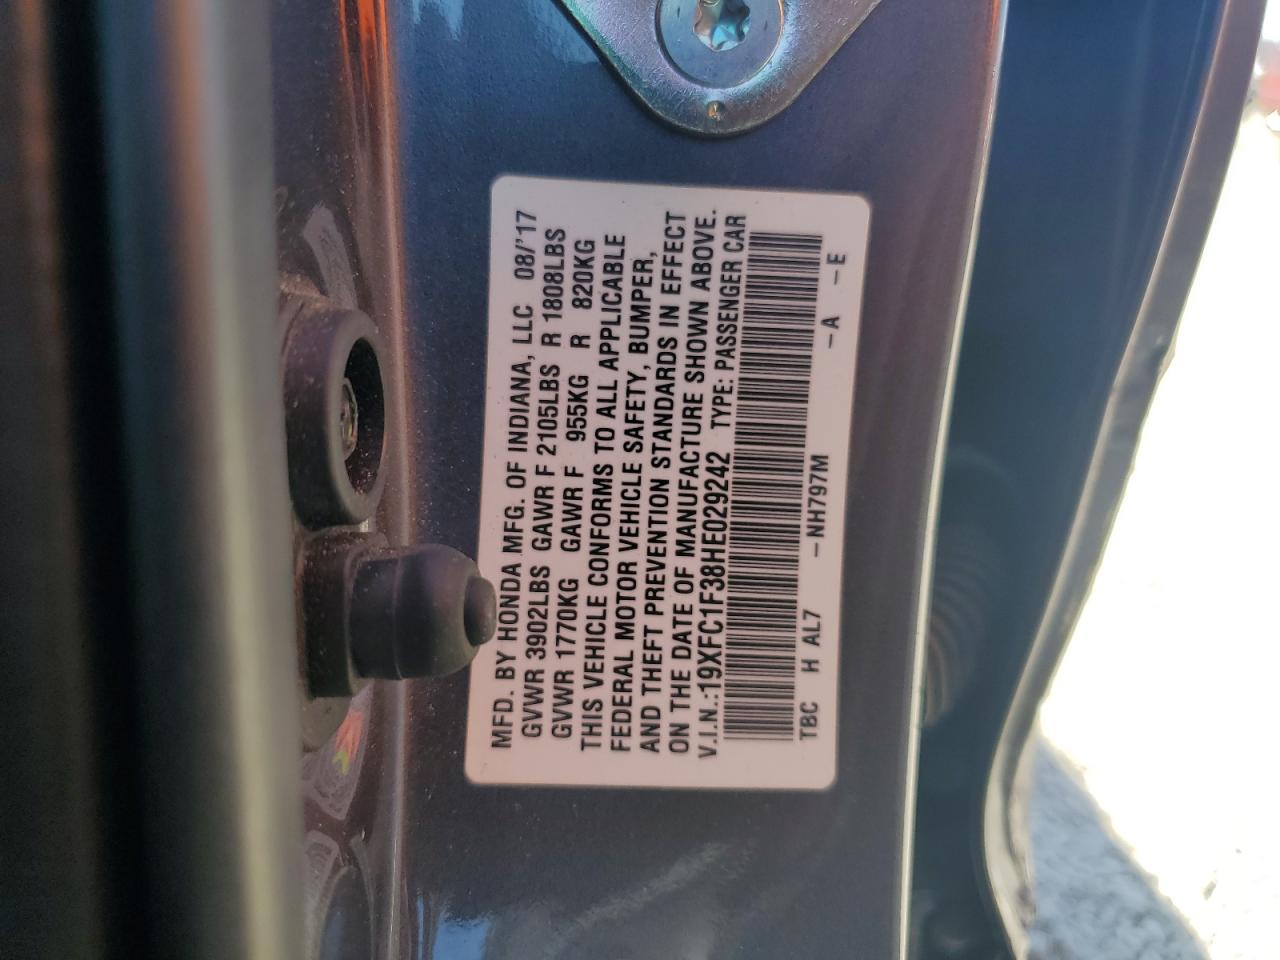 MFD. BY HONDA MFG. OF INDIANA, LLC 08/'17
GVWR 3902LBS GAWR F 2105LBS R 1808LBS
GVWR 1770KG GAWR F 955KG R 820KG
THIS VEHICLE CONFORMS TO ALL APPLICABLE
FEDERAL MOTOR VEHICLE SAFETY, BUMPER,
AND THEFT PREVENTION STANDARDS IN EFFECT
ON THE DATE OF MANUFACTURE SHOWN ABOVE.
V.I.N.:19XFC1F38HE029242 TYPE: PASSENGER CAR
TBC H AL7 -NH797M -A -E